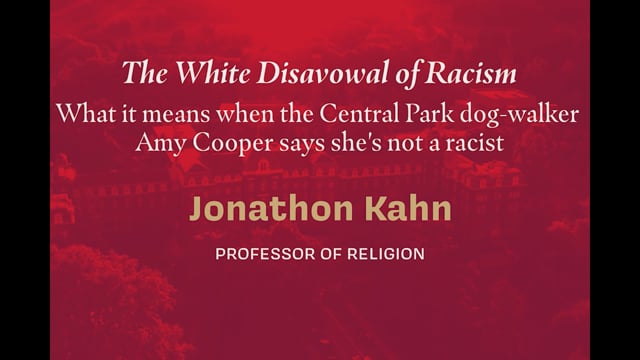 The White Disavowal of Racism
What it means when the Central Park dog-walker
Amy Cooper says she's not a racist
Jonathon Kahn
PROFESSOR OF RELIGION